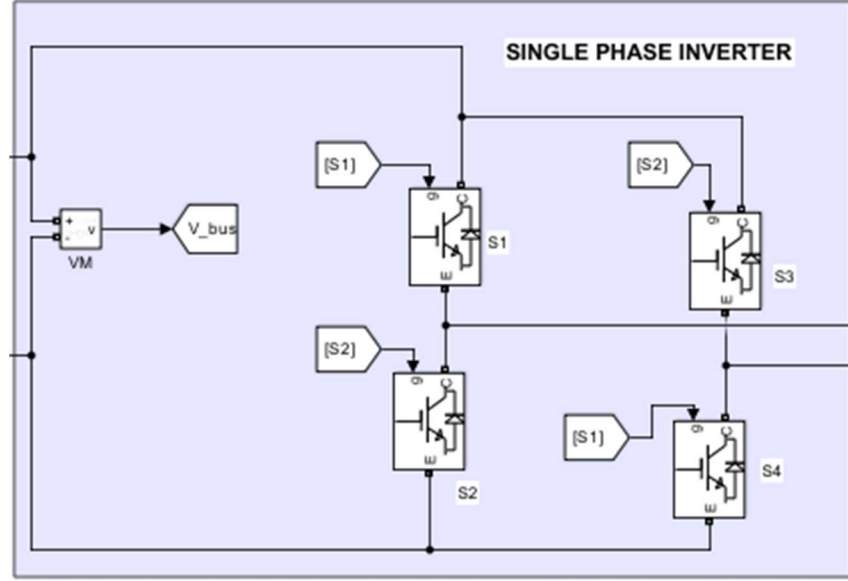 SINGLE PHASE INVERTER
[S1]
[S2]
g
C
E
S1
g
C
E
S3
+
-
v
VM
V_bus
[S2]
g
C
E
S2
[S1]
g
C
E
S4